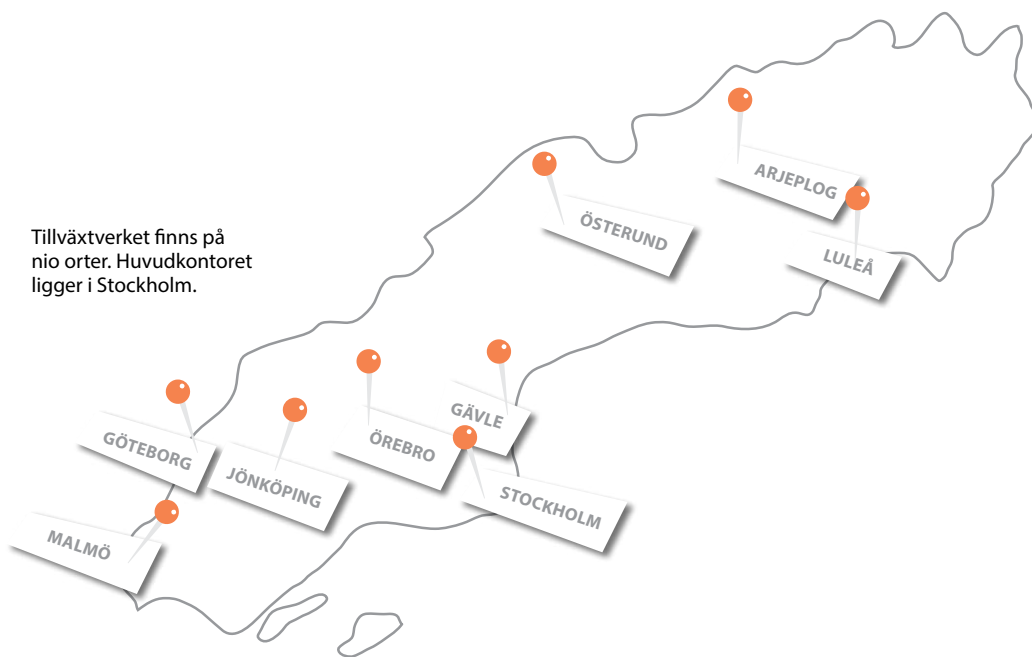 Tillväxtverket finns på
nio orter. Huvudkontoret
ligger i Stockholm.
ARJEPLOG
ÖSTERUND
LULEÅ
GÄVLE
ÖREBRO
GÖTEBORG
JÖNKÖPING
STOCKHOLM
MALMÖ